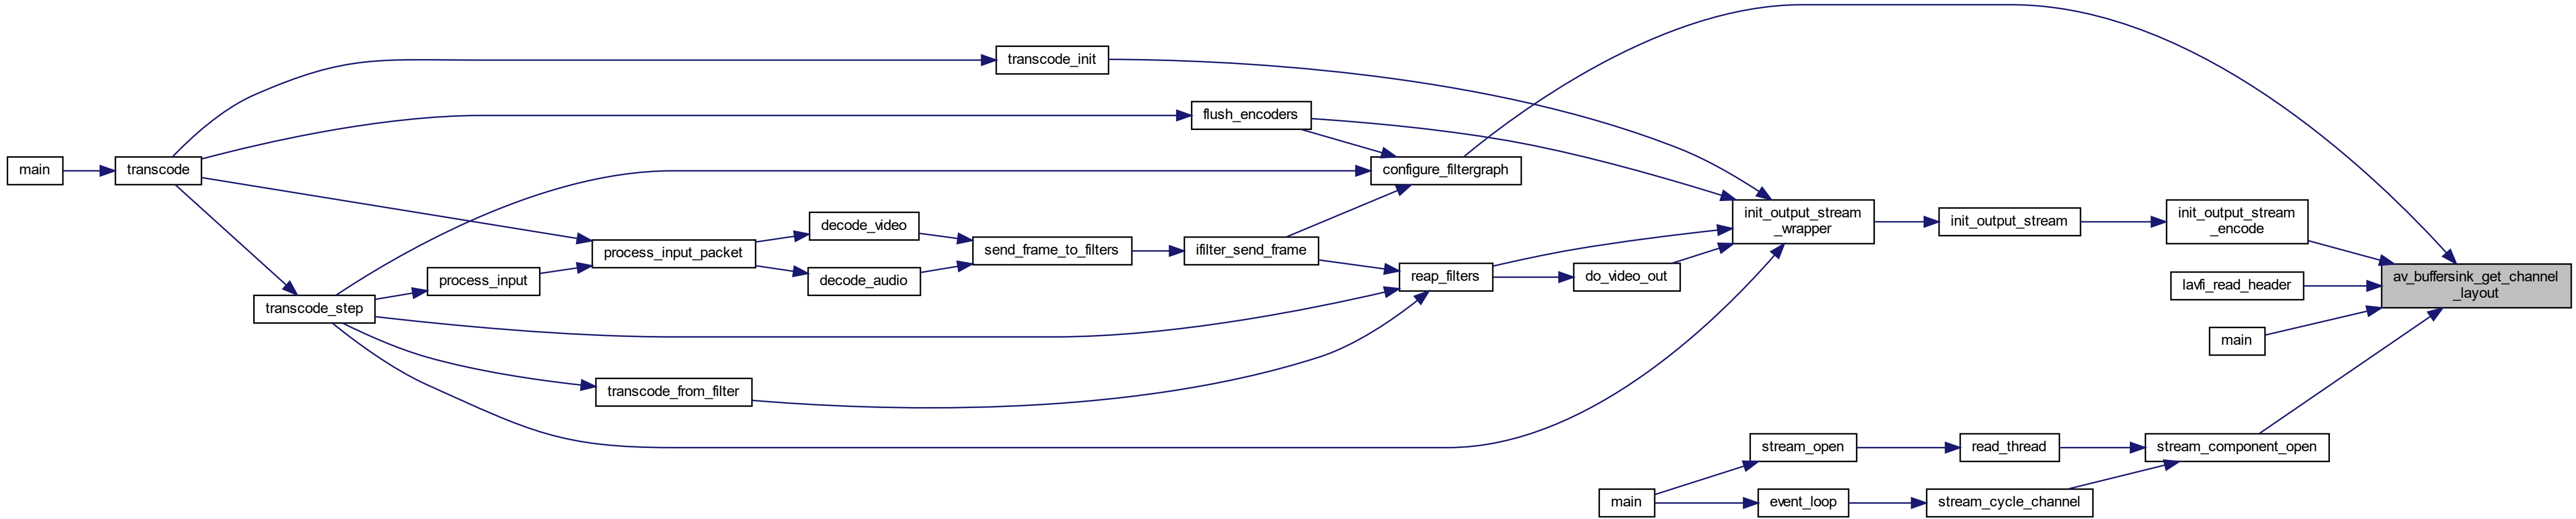 transcode_init
flush_encoders
main
transcode
configure_filtergraph
init_output_stream
_wrapper
init_output_stream
init_output_stream
_encode
decode_video
process_input_packet
send_frame_to_filters
ifilter_send_frame
process_input
decode_audio
reap_filters
do_video_out
av_buffersink_get_channel
_layout
lavfi_read_header
transcode_step
main
transcode_from_filter
stream_open
read_thread
stream_component_open
main
event_loop
stream_cycle_channel